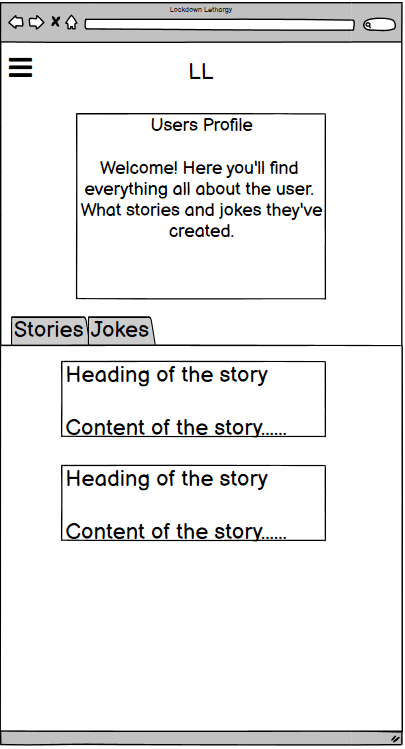 Lockdown Lethargy
LL
Users Profile
Welcome! Here you'll find
everything all about the user.
What stories and jokes they've
created.
Stories Jokes
Heading of the story
Content of the story......
Heading of the story
Content of the story......